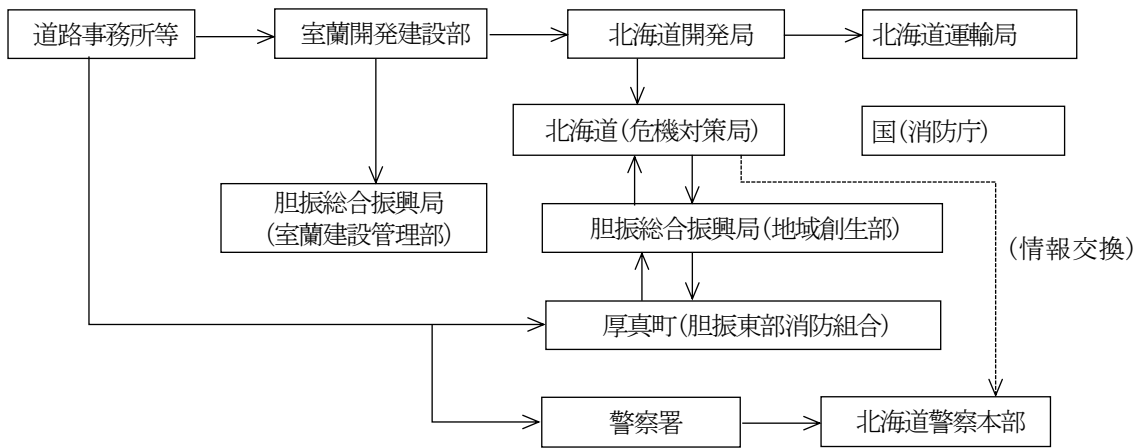 道路事務所等
室蘭開発建設部
北海道開発局
北海道運輸局
北海道(危機対策局)
国(消防庁)
胆振総合振興局
(室蘭建設管理部)
胆振総合振興局(地域創生部)
(情報交換)
厚真町(胆振東部消防組合)
警察署
北海道警察本部